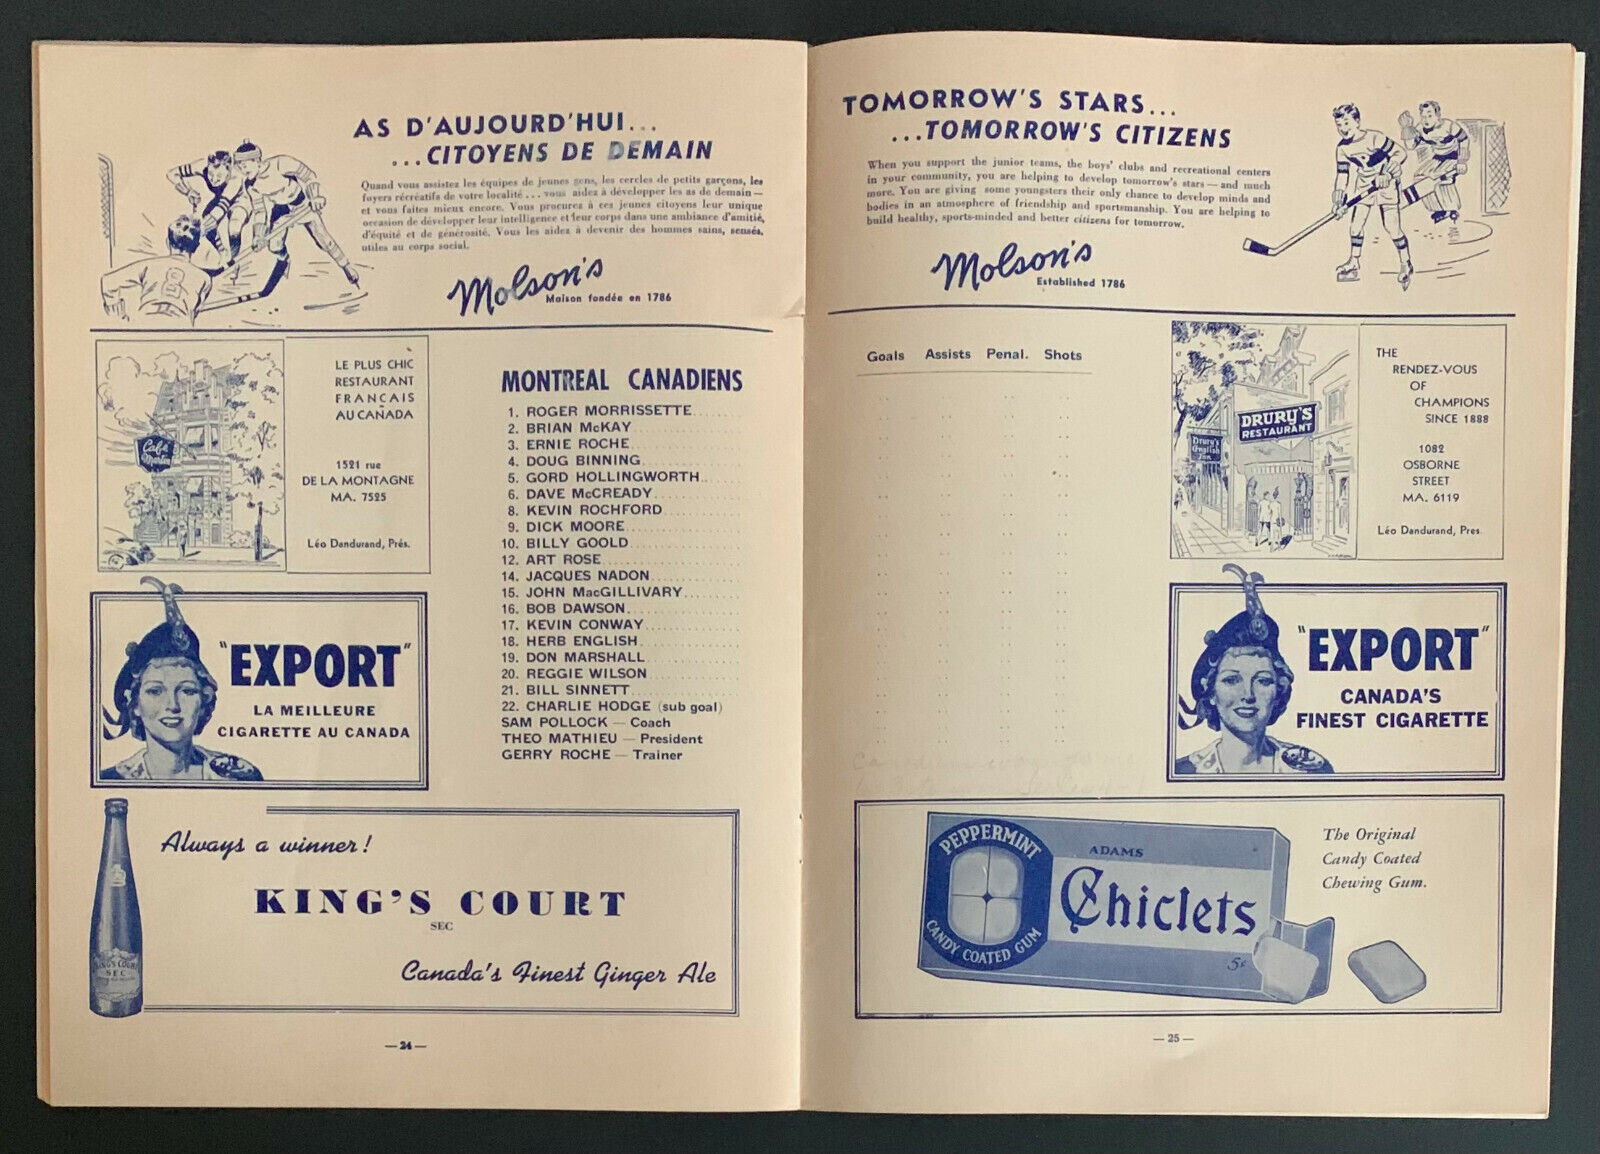 AS D'AUJOURD'HUI...
...CITOYENS DE DEMAIN
Quand vous assistez les équipes de jeunes gens, les cercles de petits garçons, les
foyers récréatifs de votre localité . . . vous aidez à développer les as de demain —
et vous faites mieux encore. Vous procurez à ces jeunes citoyens leur unique
occasion de développer leur intelligence et leur corps dans une ambiance d'amitié,
d'équité et de générosité. Vous les aidez à devenir des hommes sains, sensés,
utiles au corps social.
Molson's
Maison fondée en 1786
8
LE PLUS CHIC
RESTAURANT
FRANÇAIS
AU CANADA
Café
Martin
1521 rue
DE LA MONTAGNE
MA. 7525
Léo Dandurand, Prés.
MONTREAL CANADIENS
1. ROGER MORRISSETTE
2. BRIAN McKAY
3. ERNIE ROCHE
4. DOUG BINNING
5. GORD HOLLINGWORTH
6. DAVE McCREADY
8. KEVIN ROCHFORD
9. DICK MOORE
10. BILLY GOOLD
12. ART ROSE
14. JACQUES NADON
15. JOHN MacGILLIVARY
16. BOB DAWSON
17. KEVIN CONWAY
18. HERB ENGLISH
19. DON MARSHALL
20. REGGIE WILSON
21. BILL SINNETT
22. CHARLIE HODGE (sub goal)
SAM POLLOCK — Coach
THEO MATHIEU — President
GERRY ROCHE — Trainer
"EXPORT"
LA MEILLEURE
CIGARETTE AU CANADA
Always a winner!
KING'S COURT
SEC
Canada's Finest Ginger Ale
KING'S COURT
SEC
— 24 —
TOMORROW'S STARS...
...TOMORROW'S CITIZENS
When you support the junior teams, the boys' clubs and recreational centers
in your community, you are helping to develop tomorrow's stars — and much
more. You are giving some youngsters their only chance to develop minds and
bodies in an atmosphere of friendship and sportsmanship. You are helping to
build healthy, sports-minded and better citizens for tomorrow.
Molson's
Established 1786
Goals Assists Penal. Shots
DRURY'S
RESTAURANT
Drury's
English
Inn
THE
RENDEZ-VOUS
OF
CHAMPIONS
SINCE 1888
1082
OSBORNE
STREET
MA. 6119
Léo Dandurand, Pres.
"EXPORT"
CANADA'S
FINEST CIGARETTE
PEPPERMINT
CANDY COATED GUM
ADAMS
Chiclets
5¢
The Original
Candy Coated
Chewing Gum.
— 25 —